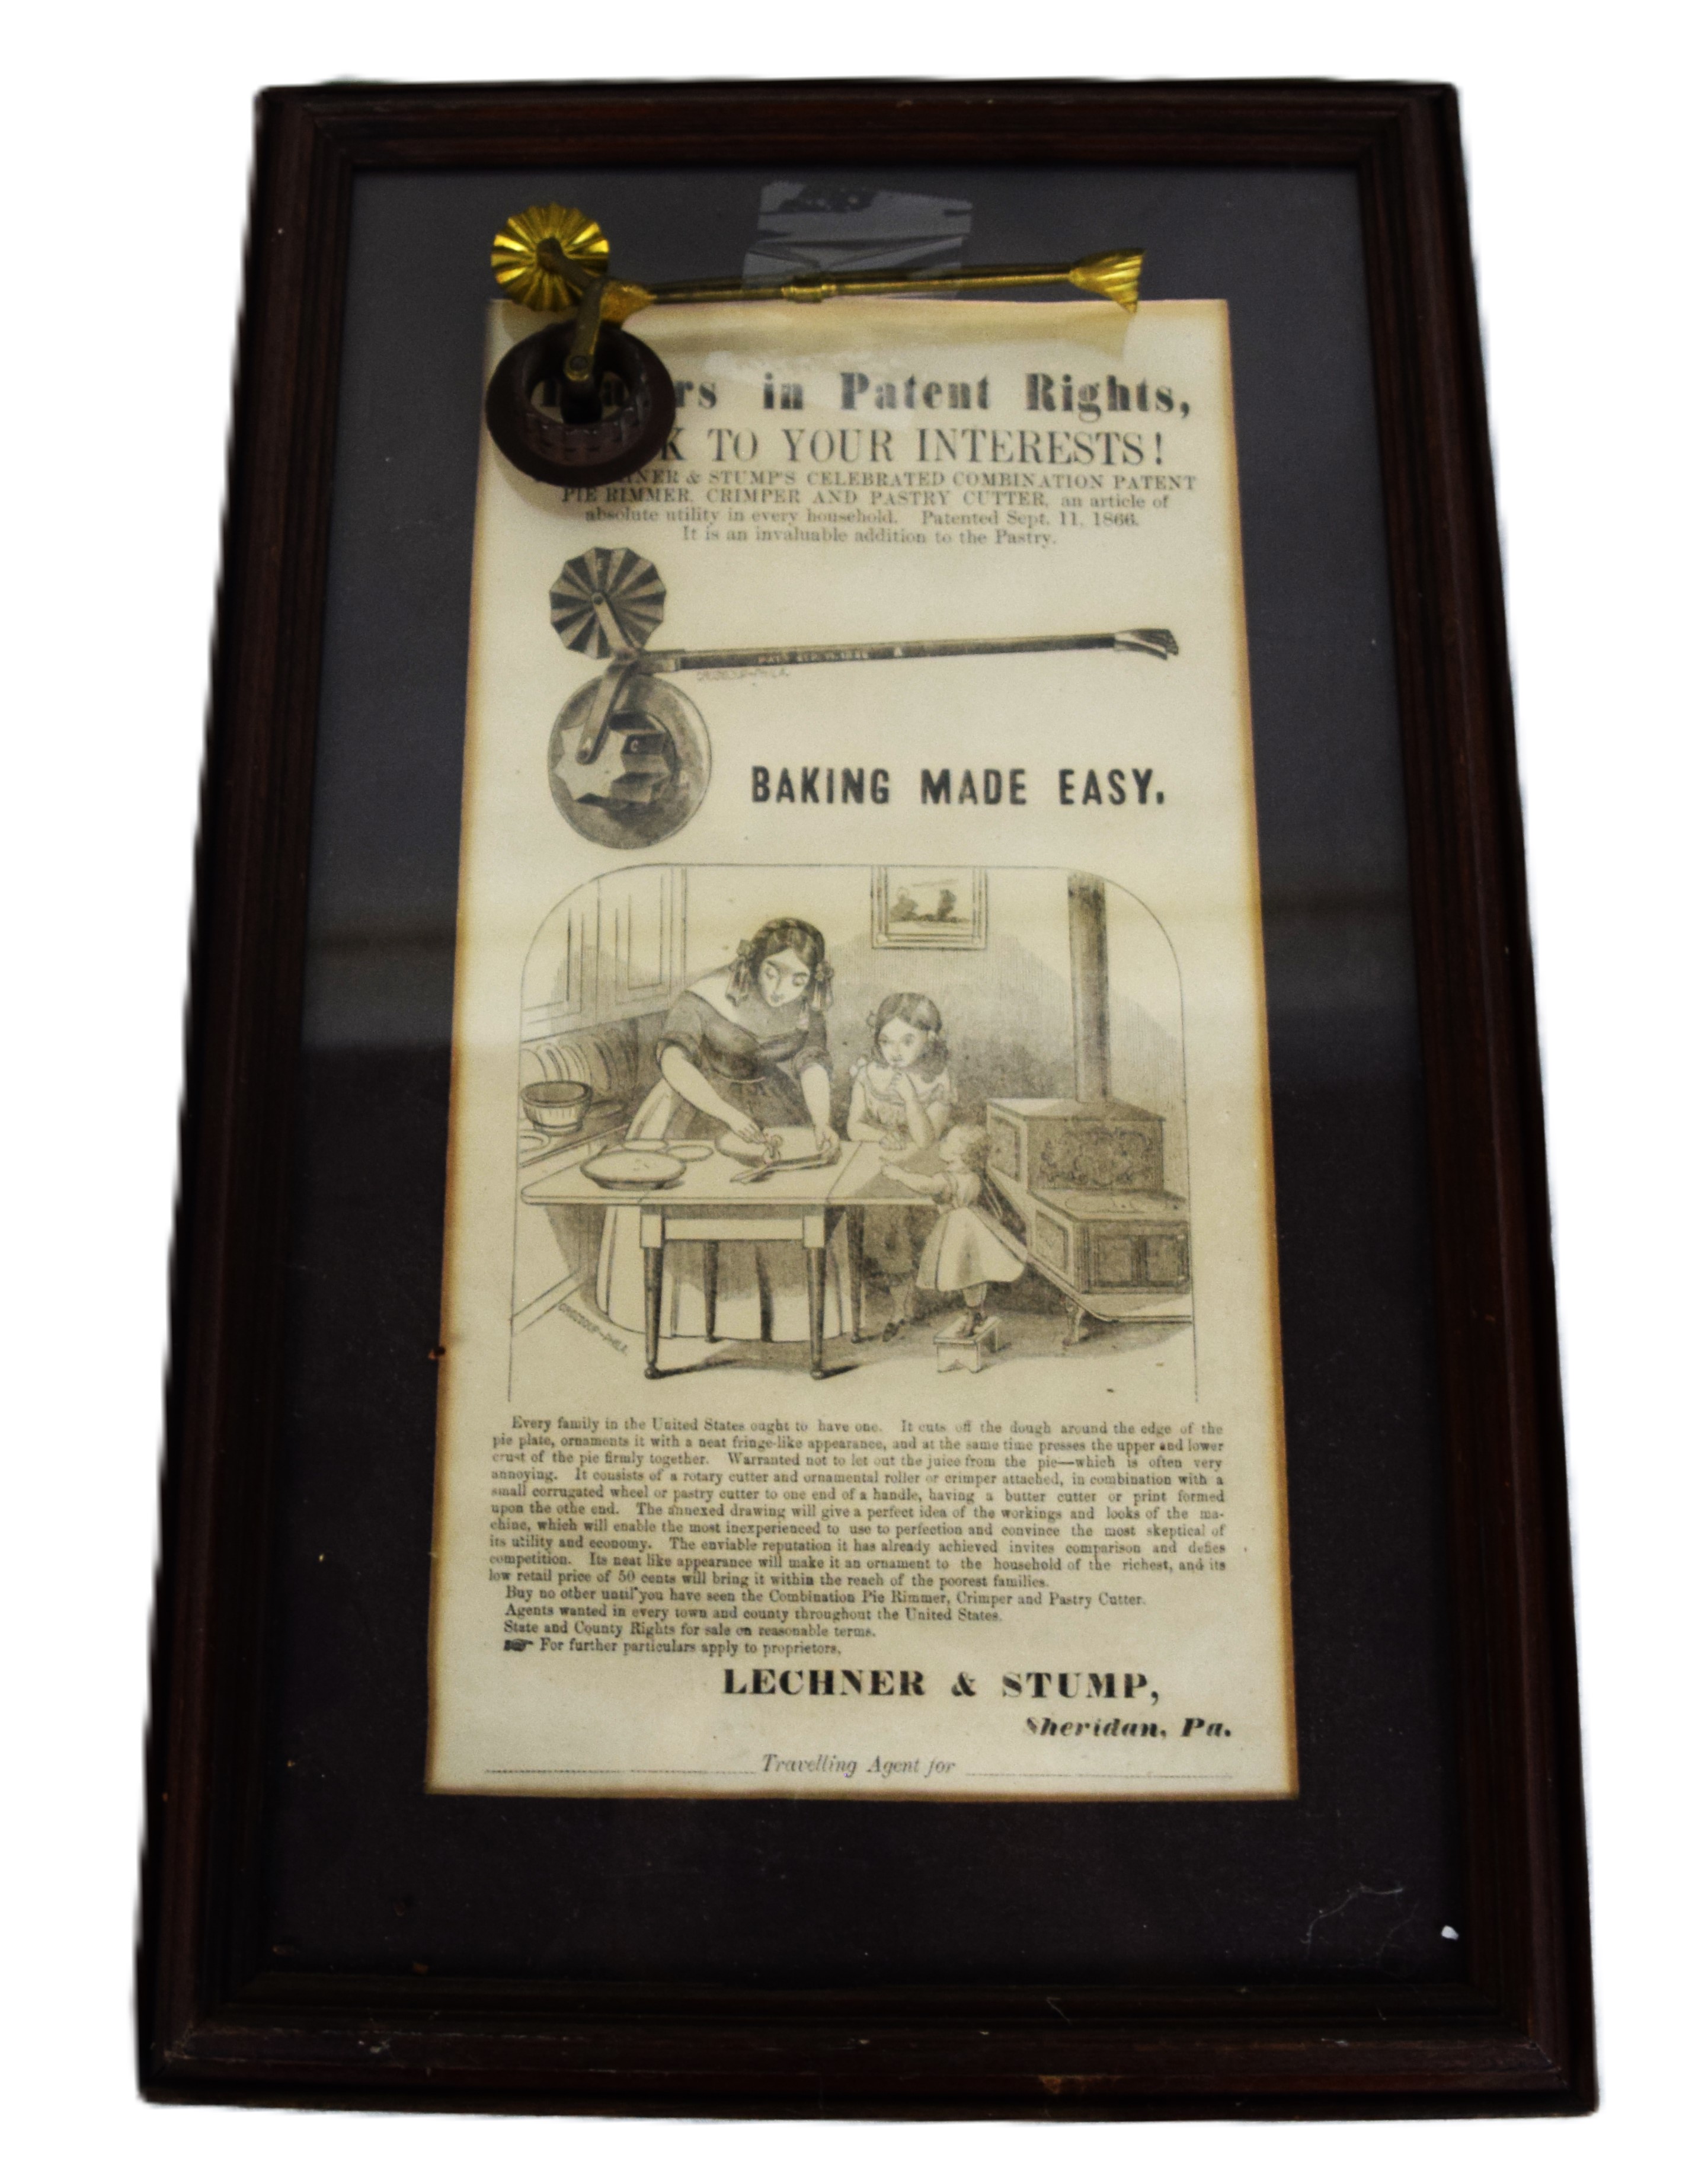 rs in Patent Rights,
K TO YOUR INTERESTS!
NER & STUMP'S CELEBRATED COMBINATION PATENT
PIE RIMMER, CRIMPER AND PASTRY CUTTER, an article of
absolute utility in every household. Patented Sept. 11, 1866.
It is an invaluable addition to the Pastry.
BAKING MADE EASY.
Every family in the United States ought to have one. It cuts off the dough around the edge of the
pie plate, ornaments it with a neat fringe-like appearance, and at the same time presses the upper and lower
crust of the pie firmly together. Warranted not to let out the juice from the pie—which is often very
annoying. It consists of a rotary cutter and ornamental roller or crimper attached, in combination with a
small corrugated wheel or pastry cutter to one end of a handle, having a butter cutter or print formed
upon the othe end. The annexed drawing will give a perfect idea of the workings and looks of the ma-
chine, which will enable the most inexperienced to use to perfection and convince the most skeptical of
its utility and economy. The enviable reputation it has already achieved invites comparison and defies
competition. Its neat like appearance will make it an ornament to the household of the richest, and its
low retail price of 50 cents will bring it within the reach of the poorest families.
Buy no other until you have seen the Combination Pie Rimmer, Crimper and Pastry Cutter.
Agents wanted in every town and county throughout the United States.
State and County Rights for sale on reasonable terms.
☛ For further particulars apply to proprietors,
LECHNER & STUMP,
Sheridan, Pa.
Travelling Agent for